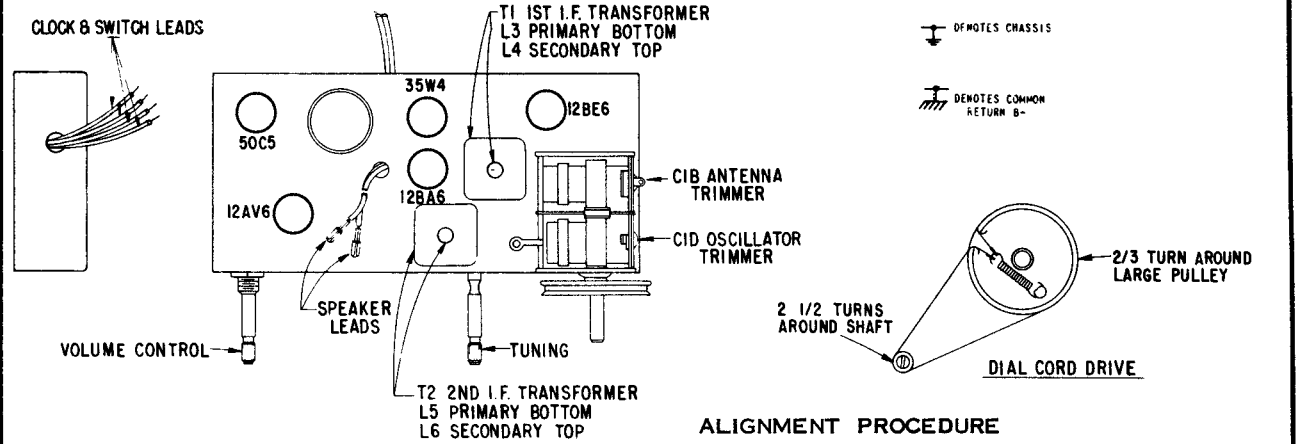 CLOCK & SWITCH LEADS
T1 1ST I.F. TRANSFORMER
L3 PRIMARY BOTTOM
L4 SECONDARY TOP
DENOTES CHASSIS
DENOTES COMMON
RETURN B-
50C5
35W4
12BE6
12AV6
12BA6
C1B ANTENNA
TRIMMER
C1D OSCILLATOR
TRIMMER
SPEAKER
LEADS
VOLUME CONTROL
TUNING
T2 2ND I.F. TRANSFORMER
L5 PRIMARY BOTTOM
L6 SECONDARY TOP
2/3 TURN AROUND
LARGE PULLEY
2 1/2 TURNS
AROUND SHAFT
DIAL CORD DRIVE
ALIGNMENT PROCEDURE